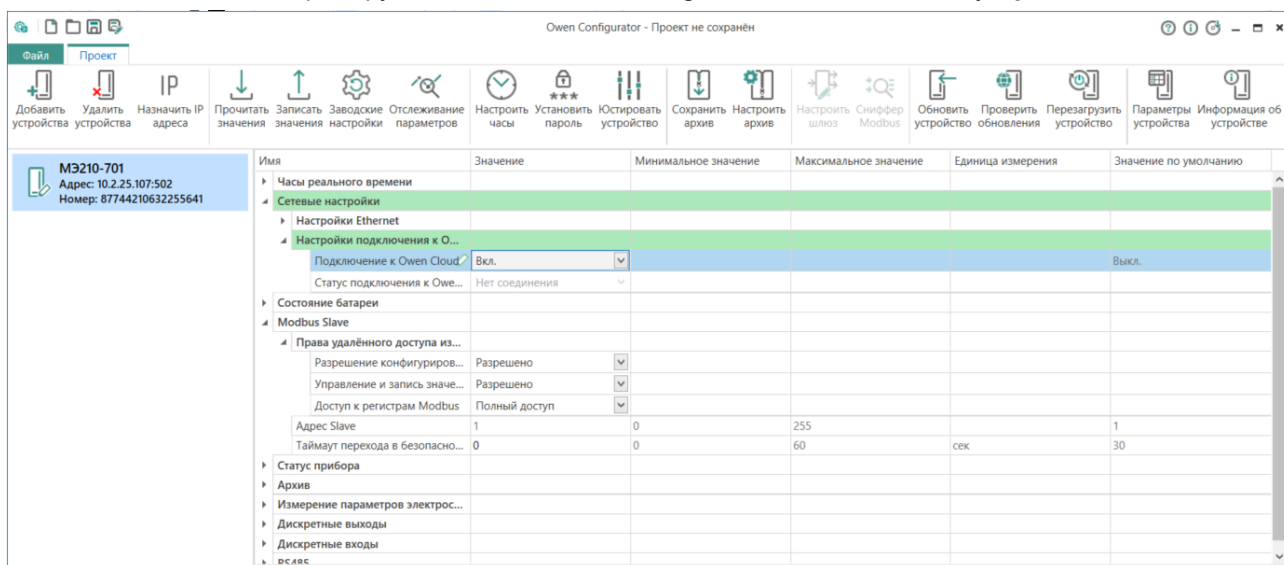 Owen Configurator - Проект не сохранён
Файл Проект
IP
Добавить устройства Удалить устройства Назначить IP адреса Прочитать значения Записать значения Заводские настройки Отслеживание параметров Настроить часы Установить пароль Юстировать устройство Сохранить архив Настроить архив Настроить шлюз Сниффер Modbus Обновить устройство Проверить обновления Перезагрузить устройство Параметры устройства Информация об устройстве
МЭ210-701
Адрес: 10.2.25.107:502
Номер: 87744210632255641
Имя Значение Минимальное значение Максимальное значение Единица измерения Значение по умолчанию
Часы реального времени
Сетевые настройки
Настройки Ethernet
Настройки подключения к О...
Подключение к Owen Cloud Вкл. Выкл.
Статус подключения к Owe... Нет соединения
Состояние батареи
Modbus Slave
Права удалённого доступа из...
Разрешение конфигуриров... Разрешено
Управление и запись значе... Разрешено
Доступ к регистрам Modbus Полный доступ
Адрес Slave 1 0 255 1
Таймаут перехода в безопасно... 0 0 60 сек 30
Статус прибора
Архив
Измерение параметров электрос...
Дискретные выходы
Дискретные входы
RS485